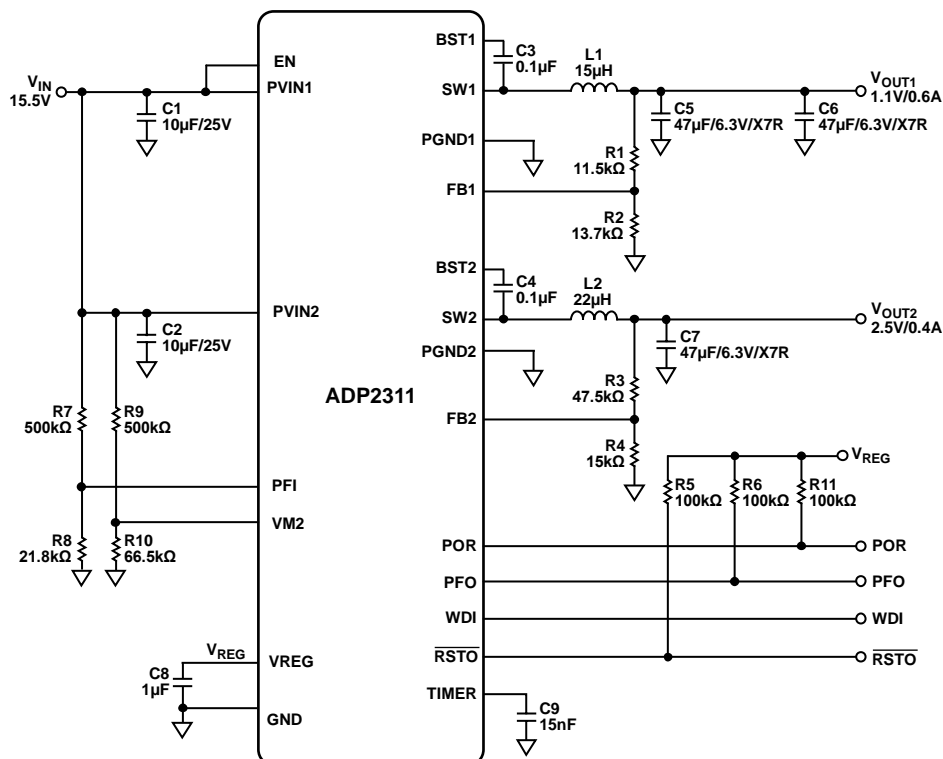 VIN
15.5V
C1
10µF/25V
C2
10µF/25V
R7
500kΩ
R9
500kΩ
R8
21.8kΩ
R10
66.5kΩ
VREG
C8
1µF
EN
PVIN1
PVIN2
PFI
VM2
VREG
GND
ADP2311
BST1
SW1
PGND1
FB1
BST2
SW2
PGND2
FB2
POR
PFO
WDI
RSTO
TIMER
C3
0.1µF
L1
15µH
R1
11.5kΩ
R2
13.7kΩ
C5
47µF/6.3V/X7R
C6
47µF/6.3V/X7R
VOUT1
1.1V/0.6A
C4
0.1µF
L2
22µH
R3
47.5kΩ
R4
15kΩ
C7
47µF/6.3V/X7R
VOUT2
2.5V/0.4A
VREG
R5
100kΩ
R6
100kΩ
R11
100kΩ
POR
PFO
WDI
RSTO
C9
15nF